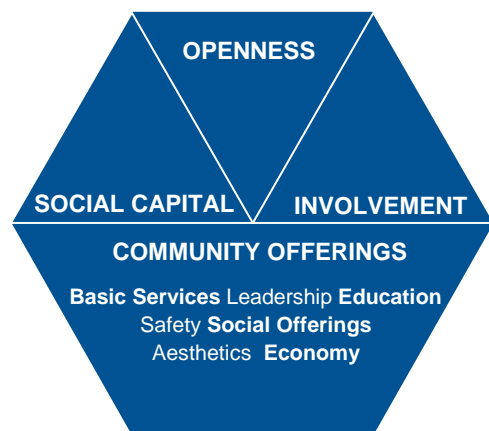 OPENNESS
SOCIAL CAPITAL
INVOLVEMENT
COMMUNITY OFFERINGS
Basic Services Leadership Education
Safety Social Offerings
Aesthetics Economy